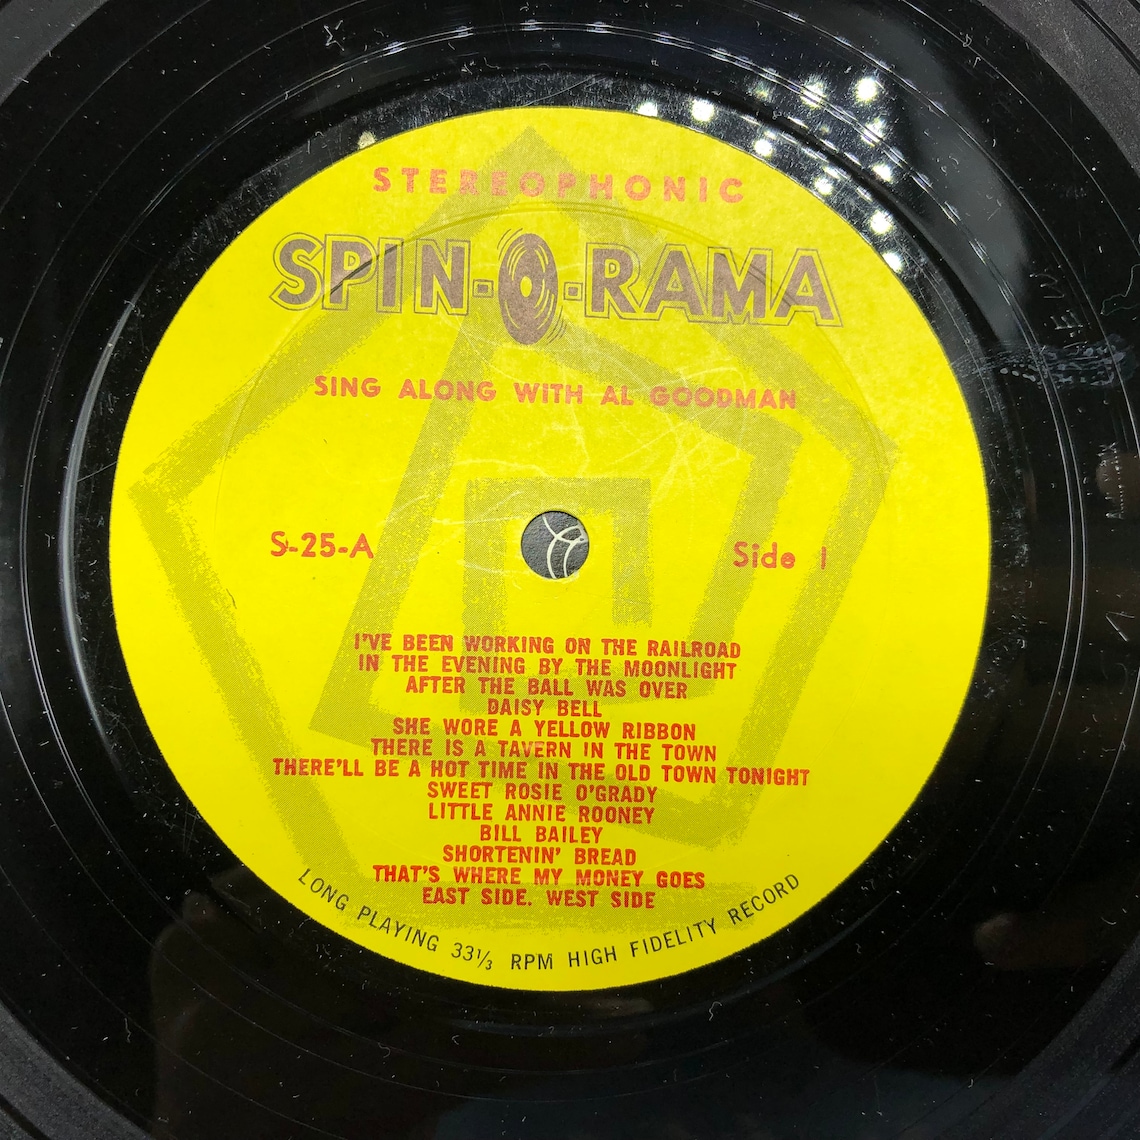 STEREOPHONIC
SPIN-O-RAMA
SING ALONG WITH AL GOODMAN
S-25-A
Side 1
I'VE BEEN WORKING ON THE RAILROAD
IN THE EVENING BY THE MOONLIGHT
AFTER THE BALL WAS OVER
DAISY BELL
SHE WORE A YELLOW RIBBON
THERE IS A TAVERN IN THE TOWN
THERE'LL BE A HOT TIME IN THE OLD TOWN TONIGHT
SWEET ROSIE O'GRADY
LITTLE ANNIE ROONEY
BILL BAILEY
SHORTENIN' BREAD
THAT'S WHERE MY MONEY GOES
EAST SIDE. WEST SIDE
LONG PLAYING 33⅓ RPM HIGH FIDELITY RECORD